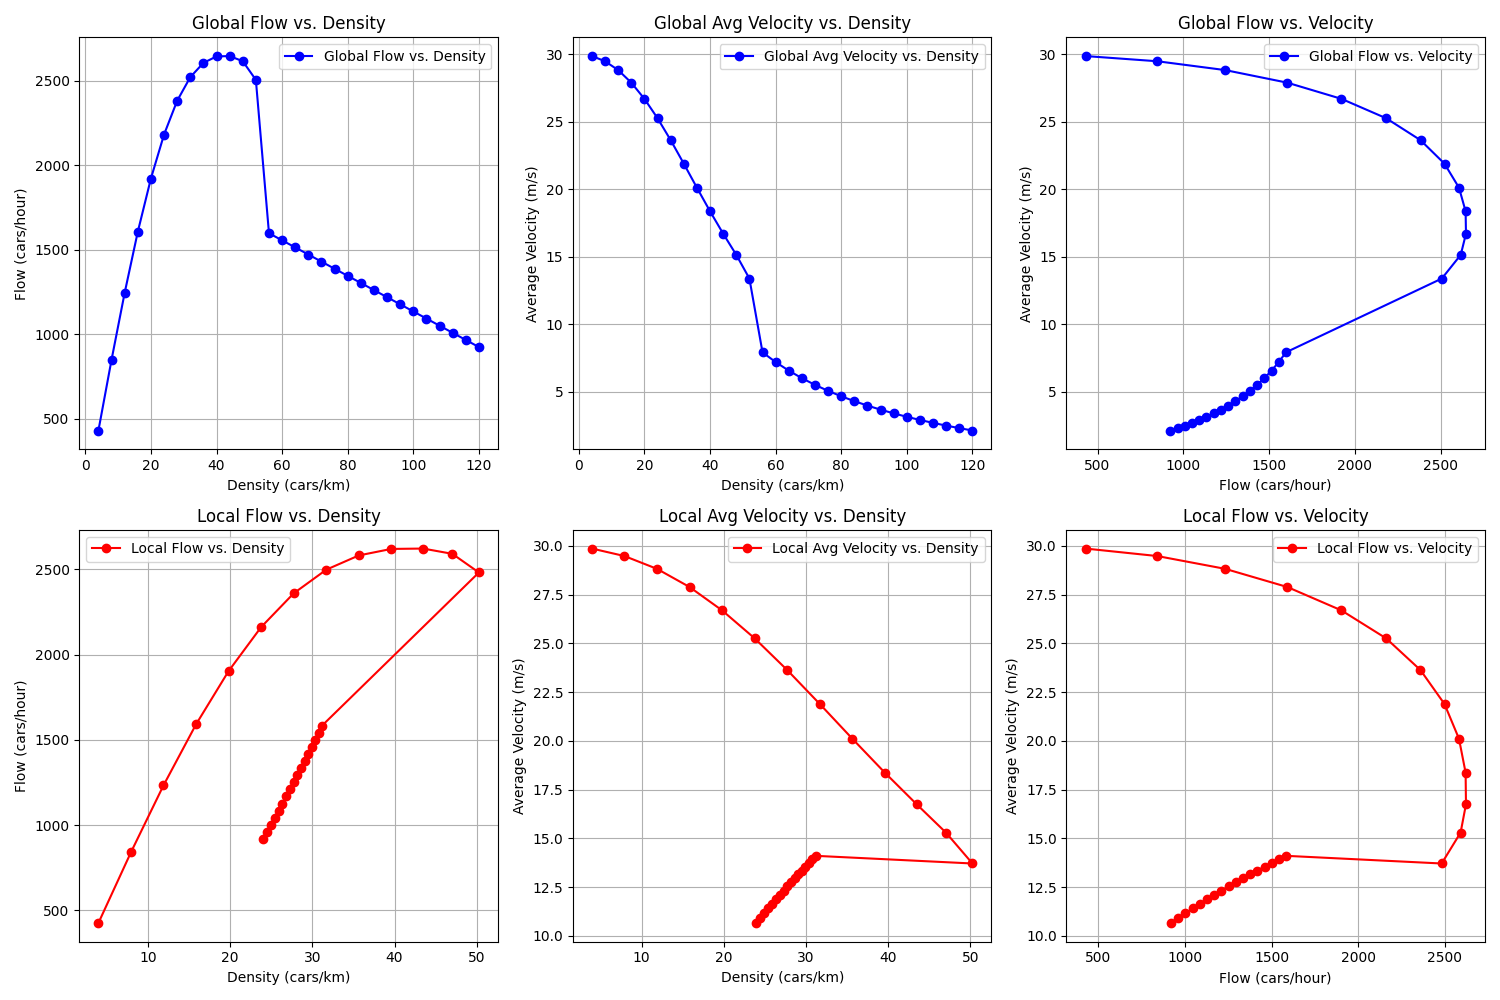 Global Flow vs. Density
Global Flow vs. Density
Flow (cars/hour)
2500
2000
1500
1000
500
0 20 40 60 80 100 120
Density (cars/km)
Global Avg Velocity vs. Density
Global Avg Velocity vs. Density
Average Velocity (m/s)
30
25
20
15
10
5
0 20 40 60 80 100 120
Density (cars/km)
Global Flow vs. Velocity
Global Flow vs. Velocity
Average Velocity (m/s)
30
25
20
15
10
5
500 1000 1500 2000 2500
Flow (cars/hour)
Local Flow vs. Density
Local Flow vs. Density
Flow (cars/hour)
2500
2000
1500
1000
500
10 20 30 40 50
Density (cars/km)
Local Avg Velocity vs. Density
Local Avg Velocity vs. Density
Average Velocity (m/s)
30.0
27.5
25.0
22.5
20.0
17.5
15.0
12.5
10.0
10 20 30 40 50
Density (cars/km)
Local Flow vs. Velocity
Local Flow vs. Velocity
Average Velocity (m/s)
30.0
27.5
25.0
22.5
20.0
17.5
15.0
12.5
10.0
500 1000 1500 2000 2500
Flow (cars/hour)